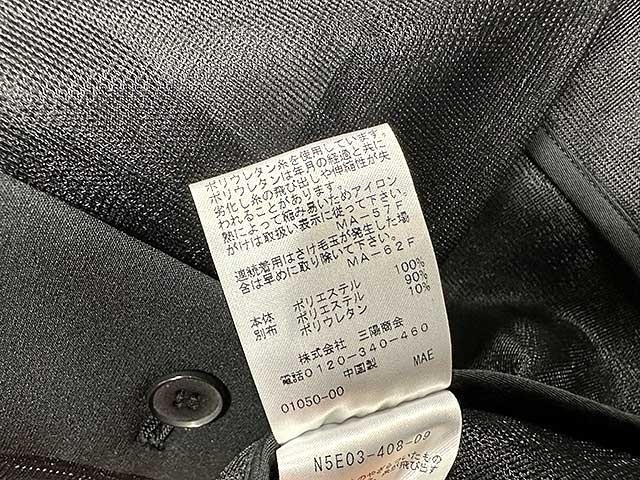 ポリウレタン糸を使用しています。
ポリウレタンは年月の経過と共に
劣化し糸の飛び出しや伸縮性が失
われることがあります。
熱によって縮み易いためアイロン
がけは取扱い表示に従って下さい。
MA-57F
連続着用はさけ毛玉が発生した場
合は早めに取り除いて下さい。
MA-62F
本体 ポリエステル 100%
別布 ポリエステル 90%
ポリウレタン 10%
株式会社 三陽商会
電話0120-340-460
中国製 MAE
01050-00
N5E03-408-09